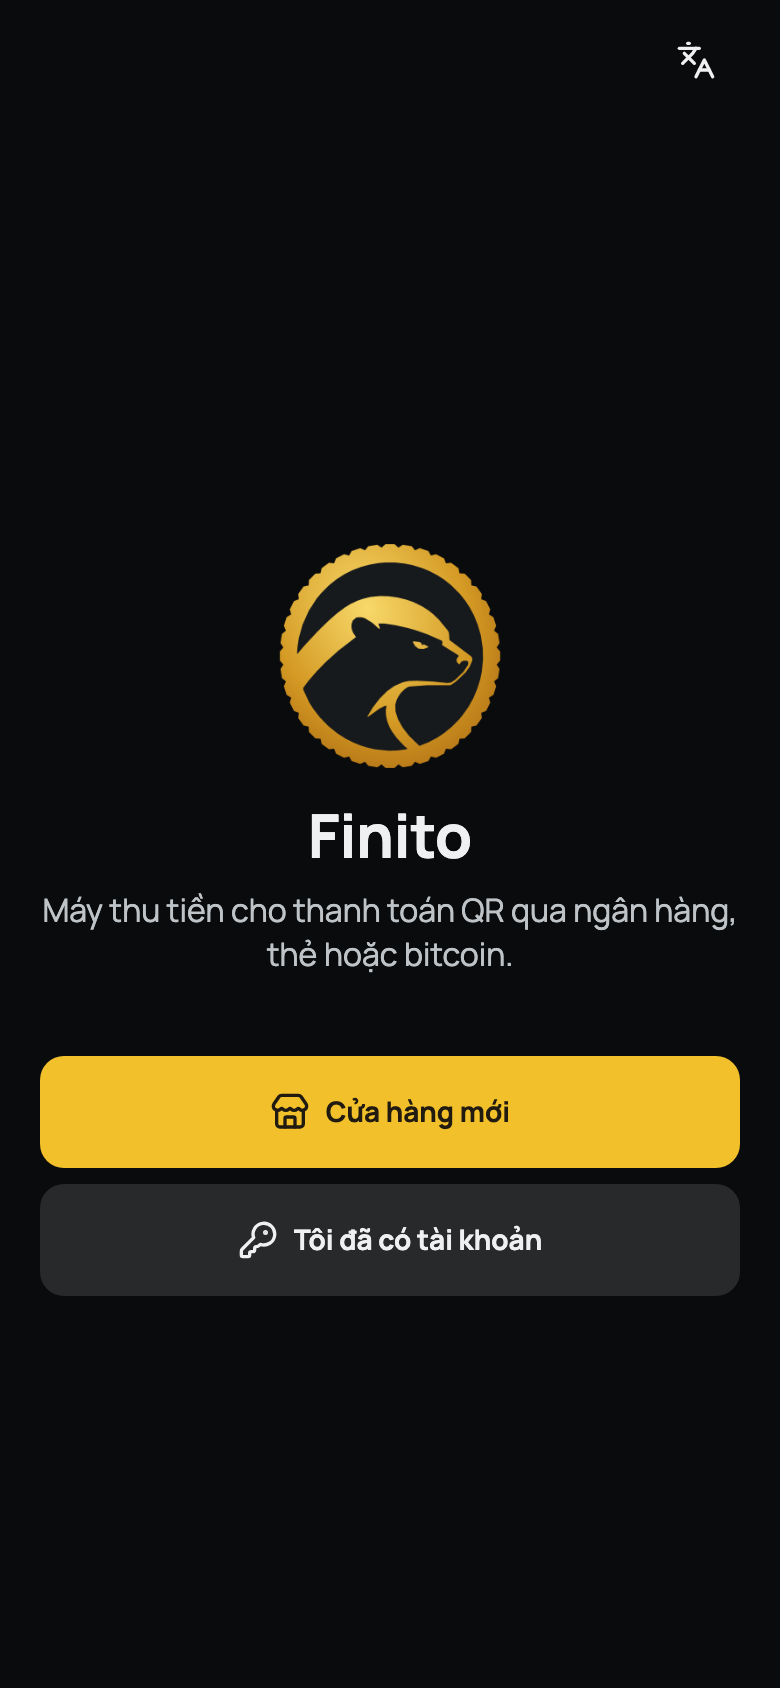 Finito
Máy thu tiền cho thanh toán QR qua ngân hàng,
thẻ hoặc bitcoin.
Cửa hàng mới
Tôi đã có tài khoản